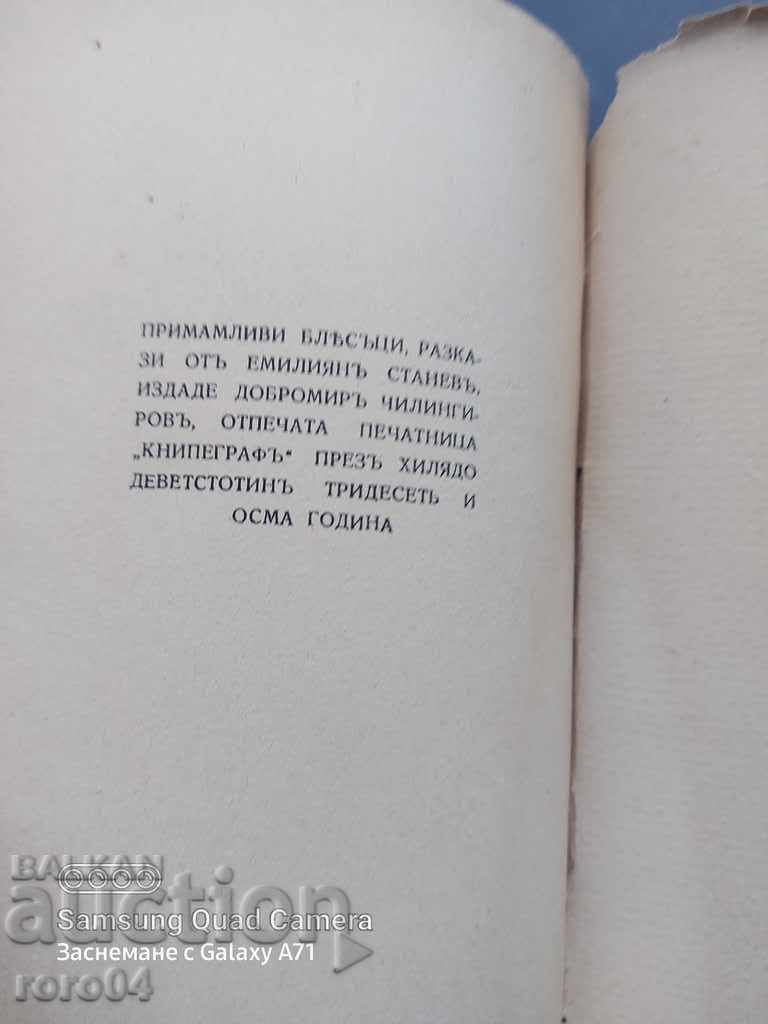 ПРИМАМЛИВИ БЛѢСЪЦИ, РАЗКА-
ЗИ ОТЪ ЕМИЛИЯНЪ СТАНЕВЪ,
ИЗДАДЕ ДОБРОМИРЪ ЧИЛИНГИ-
РОВЪ, ОТПЕЧАТА ПЕЧАТНИЦА
„КНИПЕГРАФЪ“ ПРЕЗЪ ХИЛЯДО
ДЕВЕТСТОТИНЪ ТРИДЕСЕТЬ И
ОСМА ГОДИНА
BALKAN
auction
Samsung Quad Camera
Заснемане с Galaxy A71
roro04